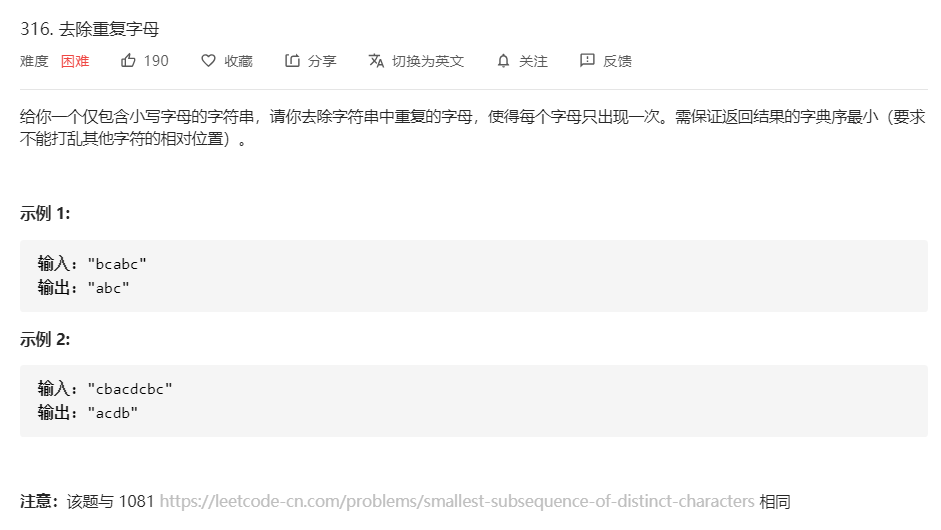 316. 去除重复字母
难度 困难 190 收藏 分享 切换为英文 关注 反馈
给你一个仅包含小写字母的字符串，请你去除字符串中重复的字母，使得每个字母只出现一次。需保证返回结果的字典序最小（要求
不能打乱其他字符的相对位置）。
示例 1:
输入："bcabc"
输出："abc"
示例 2:
输入："cbacdcbc"
输出："acdb"
注意：该题与 1081 https://leetcode-cn.com/problems/smallest-subsequence-of-distinct-characters 相同